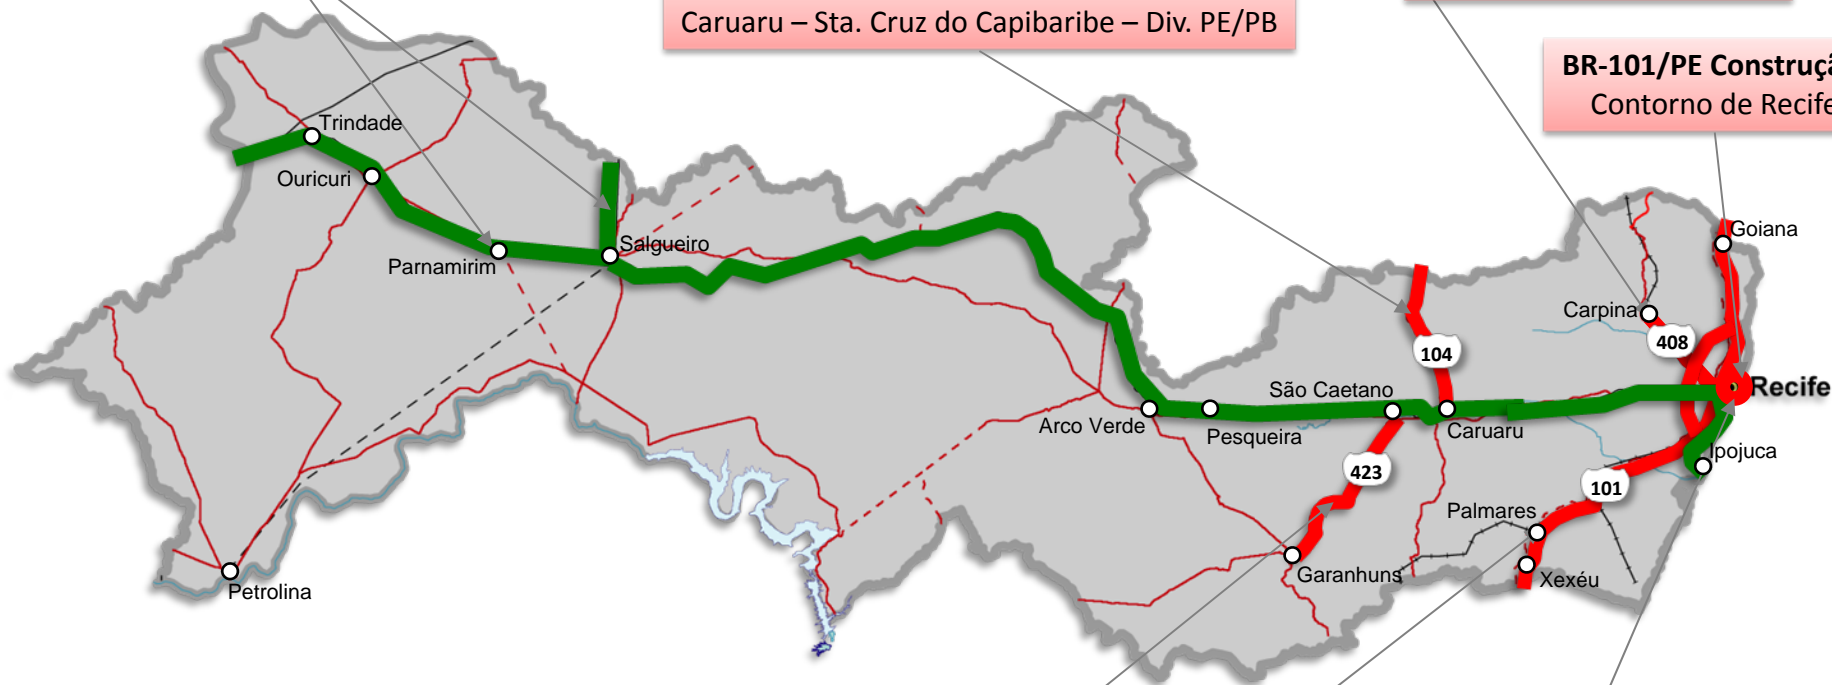 Caruaru – Sta. Cruz do Capibaribe – Div. PE/PB
BR-101/PE Construçã
Contorno de Recife
Trindade
Ouricuri
Parnamirim
Salgueiro
Goiana
Carpina
408
104
Recife
São Caetano
Arco Verde
Pesqueira
Caruaru
Ipojuca
423
101
Palmares
Garanhuns
Xexéu
Petrolina